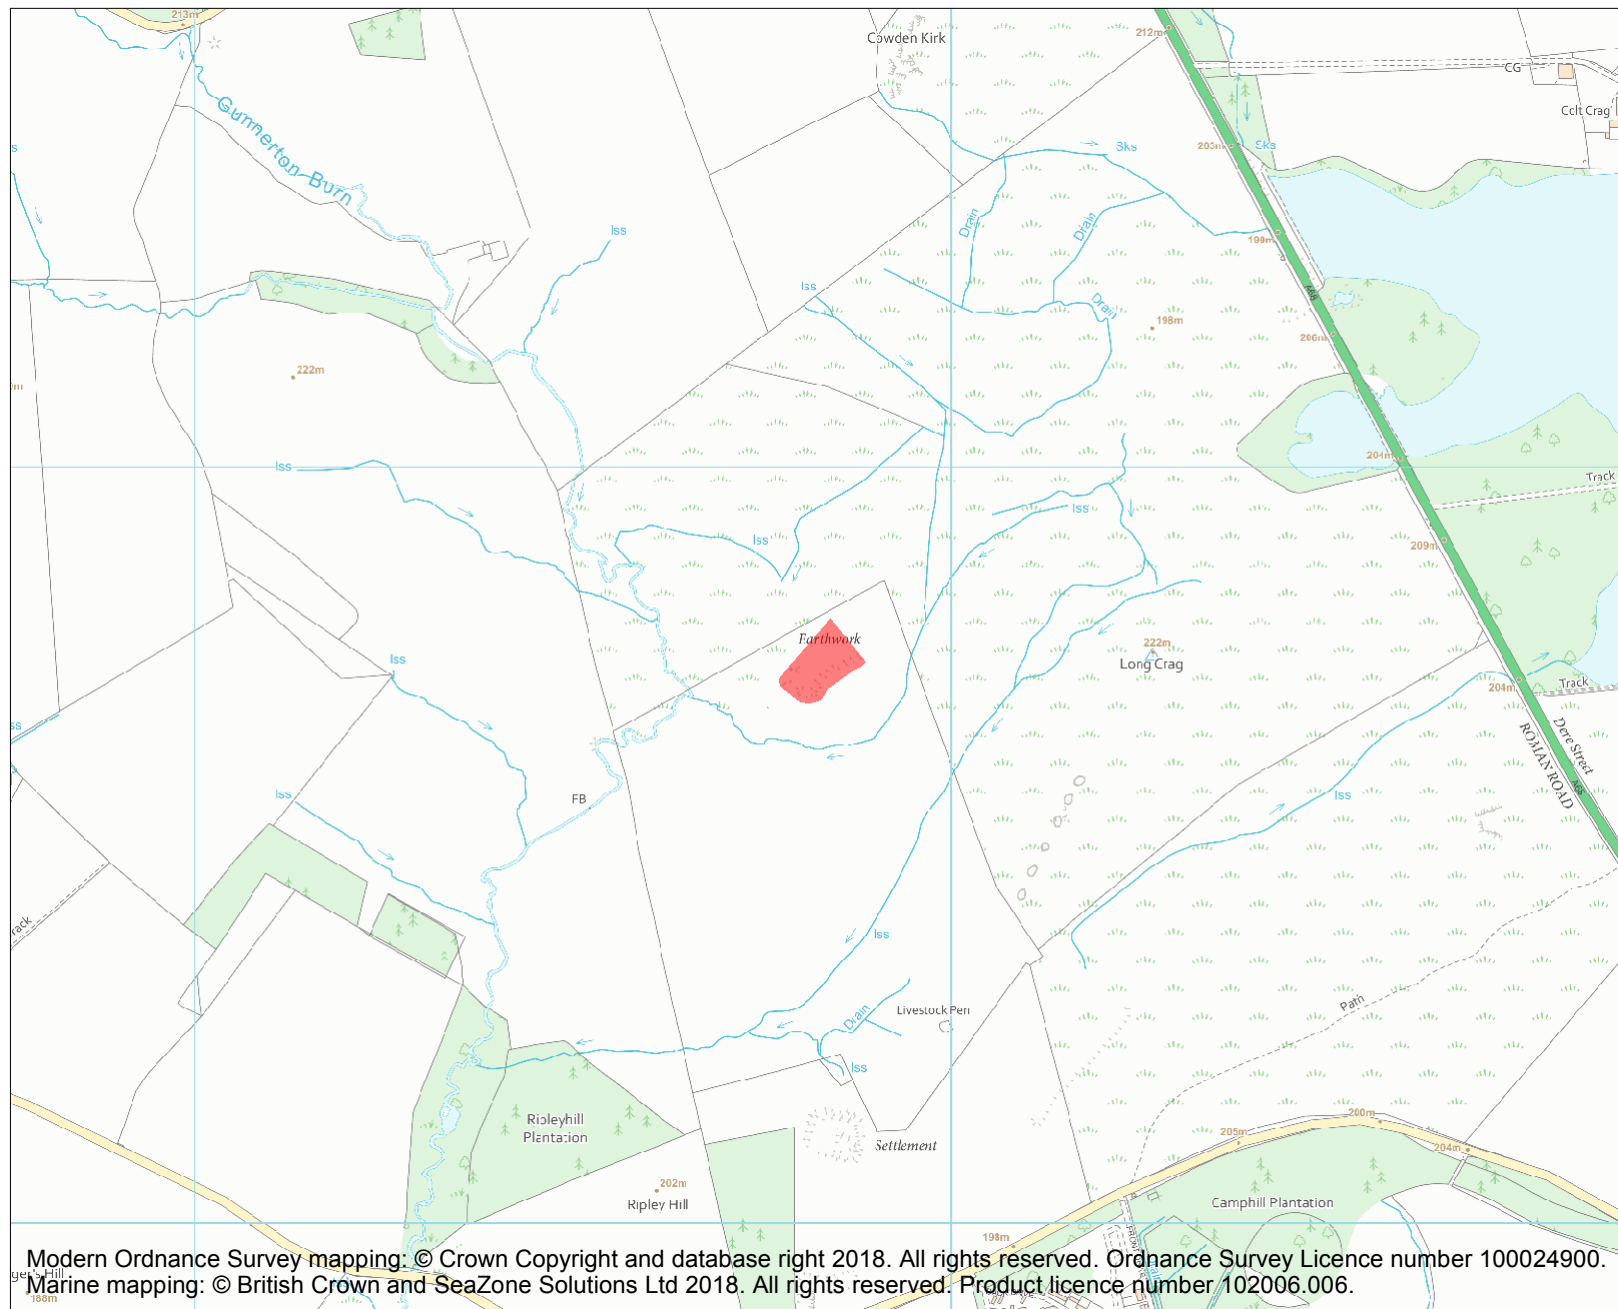 213m
Cowden Kirk
212m
CG
Colt Crag
Gunnerton Burn
Sks
203m
Sks
Drain
Drain
199m
Iss
Iss
Drain
198m
A68
206m
222m
204m
Iss
Track
Iss
Iss
209m
Earthwork
222m
Long Crag
Iss
Track
204m
Dere Street
ROMAN ROAD
A68
Iss
Iss
FB
Iss
Path
Drain
Livestock Pen
Iss
Ripleyhill
Plantation
Settlement
200m
205m
204m
202m
Ripley Hill
Camphill Plantation
198m
Modern Ordnance Survey mapping: © Crown Copyright and database right 2018. All rights reserved. Ordnance Survey Licence number 100024900.
Marine mapping: © British Crown and SeaZone Solutions Ltd 2018. All rights reserved. Product licence number 102006.006.
188m